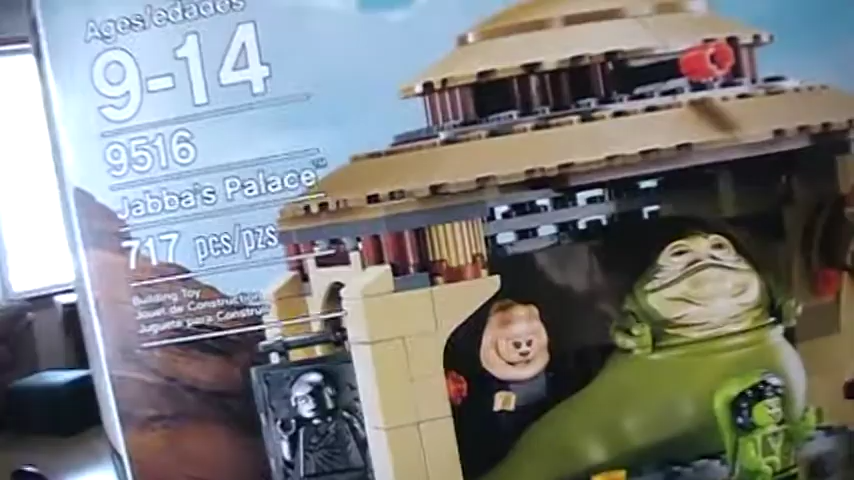 Ages/edades
9-14
9516
Jabba's Palace™
717 pcs/pzs
Building Toy
Jouet de Construction
Juguete para Construir